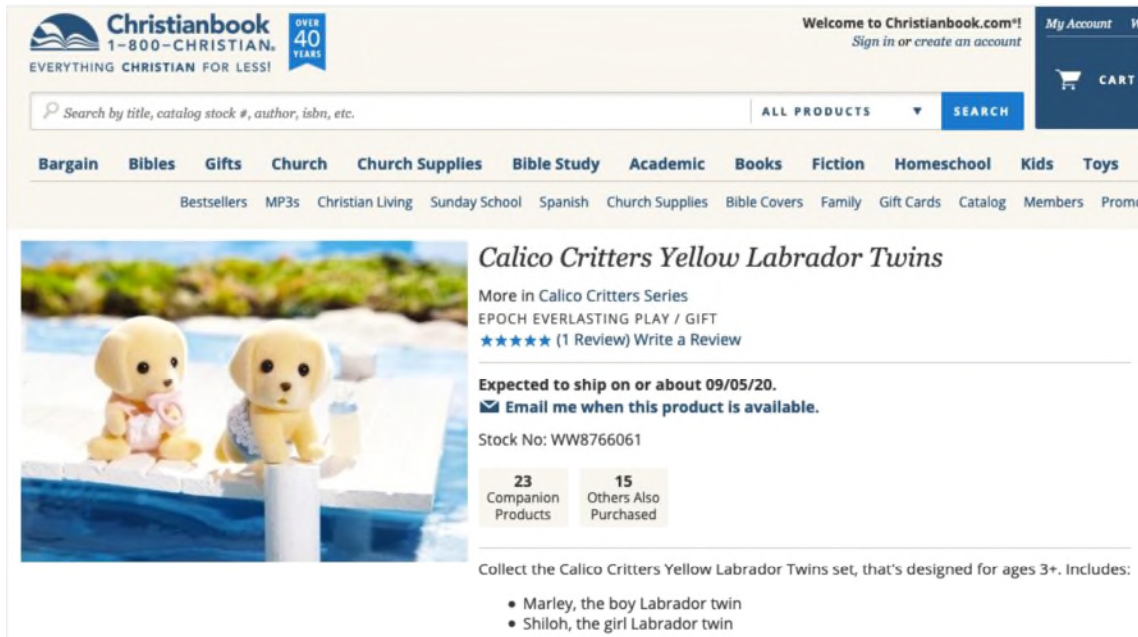 Christianbook
1–800–CHRISTIAN.
EVERYTHING CHRISTIAN FOR LESS!
OVER
40
YEARS
Welcome to Christianbook.com®!
Sign in or create an account
My Account
CART
Search by title, catalog stock #, author, isbn, etc.
ALL PRODUCTS
SEARCH
Bargain Bibles Gifts Church Church Supplies Bible Study Academic Books Fiction Homeschool Kids Toys
Bestsellers MP3s Christian Living Sunday School Spanish Church Supplies Bible Covers Family Gift Cards Catalog Members Promo
Calico Critters Yellow Labrador Twins
More in Calico Critters Series
EPOCH EVERLASTING PLAY / GIFT
(1 Review) Write a Review
Expected to ship on or about 09/05/20.
Email me when this product is available.
Stock No: WW8766061
23
Companion
Products
15
Others Also
Purchased
Collect the Calico Critters Yellow Labrador Twins set, that's designed for ages 3+. Includes:
• Marley, the boy Labrador twin
• Shiloh, the girl Labrador twin